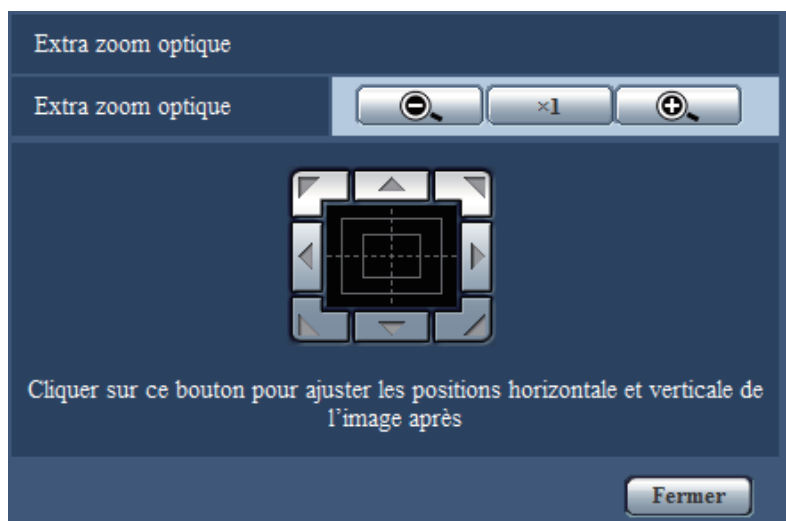 Extra zoom optique
Extra zoom optique
×1
Cliquer sur ce bouton pour ajuster les positions horizontale et verticale de
l'image après
Fermer